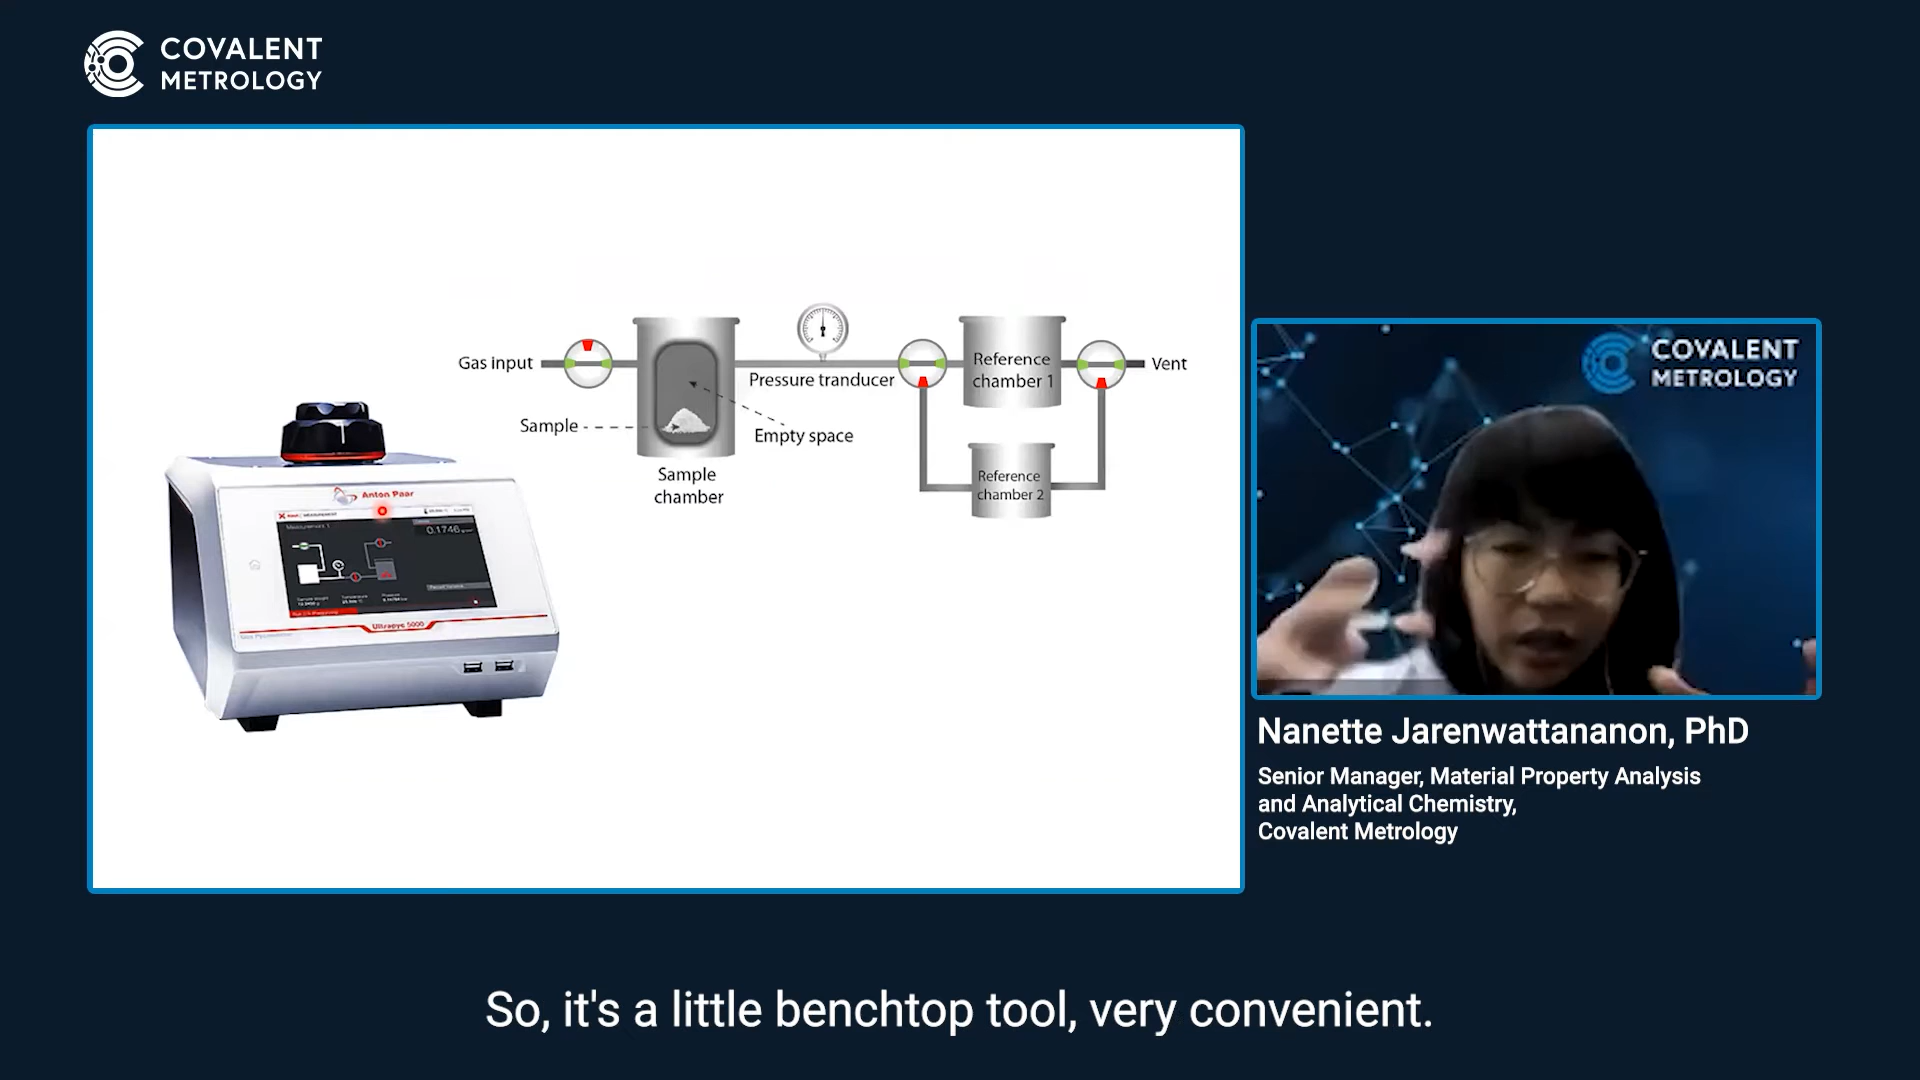 COVALENT
METROLOGY
Gas input
Sample
Sample
chamber
Pressure tranducer
Empty space
Reference
chamber 1
Reference
chamber 2
Vent
Anton Paar
Measurement 1
0.1746
Ultrapyc 5000
COVALENT
METROLOGY
Nanette Jarenwattananon, PhD
Senior Manager, Material Property Analysis
and Analytical Chemistry,
Covalent Metrology
So, it's a little benchtop tool, very convenient.